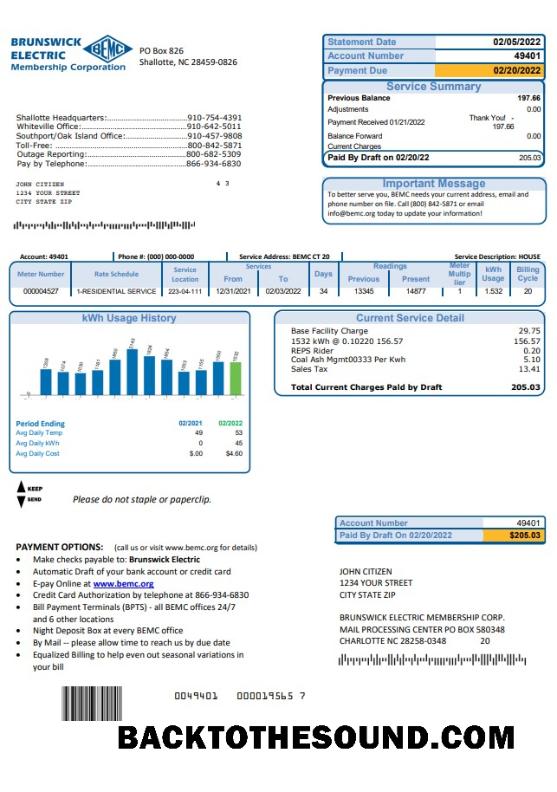 BRUNSWICK
ELECTRIC
Membership Corporation
BEMC
PO Box 826
Shallotte, NC 28459-0826
Statement Date 02/05/2022
Account Number 49401
Payment Due 02/20/2022
Service Summary
Previous Balance 197.66
Adjustments 0.00
Payment Received 01/21/2022 Thank You! - 197.66
Balance Forward 0.00
Current Charges
Paid By Draft on 02/20/22 205.03
Shallotte Headquarters:...910-754-4391
Whiteville Office:...910-642-5011
Southport/Oak Island Office:...910-457-9808
Toll-Free:...800-842-5871
Outage Reporting:...800-682-5309
Pay by Telephone:...866-934-6830
JOHN CITIZEN 4 3
1234 YOUR STREET
CITY STATE ZIP
Important Message
To better serve you, BEMC needs your current address, email and
phone number on file. Call (800) 842-5871 or email
info@bemc.org today to update your information!
Account: 49401 Phone #: (000) 000-0000 Service Address: BEMC CT 20 Service Description: HOUSE
Meter Number Rate Schedule Service Location Services From To Days Readings Previous Present Meter Multip lier kWh Usage Billing Cycle
000004527 1-RESIDENTIAL SERVICE 223-04-111 12/31/2021 02/03/2022 34 13345 14877 1 1.532 20
kWh Usage History
Period Ending 02/2021 02/2022
Avg Daily Temp 49 53
Avg Daily kWh 0 45
Avg Daily Cost $.00 $4.60
Current Service Detail
Base Facility Charge 29.75
1532 kWh @ 0.10220 156.57 156.57
REPS Rider 0.20
Coal Ash Mgmt00333 Per Kwh 5.10
Sales Tax 13.41
Total Current Charges Paid by Draft 205.03
KEEP
SEND
Please do not staple or paperclip.
Account Number 49401
Paid By Draft On 02/20/2022 $205.03
PAYMENT OPTIONS: (call us or visit www.bemc.org for details)
• Make checks payable to: Brunswick Electric
• Automatic Draft of your bank account or credit card
• E-pay Online at www.bemc.org
• Credit Card Authorization by telephone at 866-934-6830
• Bill Payment Terminals (BPTS) - all BEMC offices 24/7
and 6 other locations
• Night Deposit Box at every BEMC office
• By Mail -- please allow time to reach us by due date
• Equalized Billing to help even out seasonal variations in
your bill
JOHN CITIZEN
1234 YOUR STREET
CITY STATE ZIP
BRUNSWICK ELECTRIC MEMBERSHIP CORP.
MAIL PROCESSING CENTER PO BOX 580348
CHARLOTTE NC 28258-0348 20
0049401 000019565 7
BACKTOTHESOUND.COM